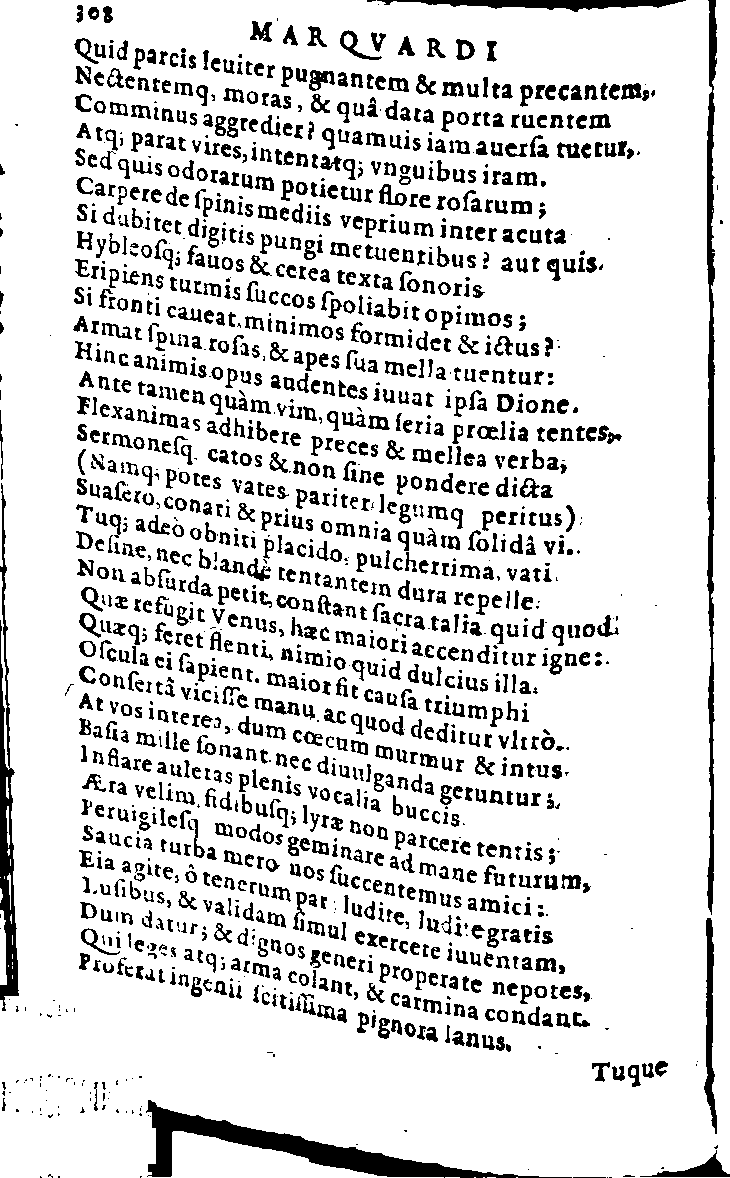 308
MARQVARDI
Quid parcis leuiter pugnantem & multa precantem,
Nectentemq, moras, & quâ data porta ruentem
Comminus aggredier? quamuis iam auersa tuetur,
Atq; parat vires, intentatq; vnguibus iram.
Sed quis odorarum potietur flore rosarum;
Carpere de spinis mediis veprium inter acuta
Si dubitet digitis pungi metuentibus? aut quis
Hybleosq; fauos & cerea texta sonoris
Eripiens turmis succos spoliabit opimos;
Si fronti caueat, minimos formidet & ictus?
Armat spina rosas, & apes sua mella tuentur:
Hinc animis opus audentes iuuat ipsa Dione.
Ante tamen quàm vim, quàm seria prœlia tentes,
Flexanimas adhibere preces & mellea verba;
Sermonesq catos & non sine pondere dicta
(Namq; potes vates pariter legumq peritus)
Suasero, conari & prius omnia quàm solidâ vi.
Tuq; adeò obniti placido, pulcherrima, vati
Desine, nec blandè tentantem dura repelle.
Non absurda petit, constant sacra talia quid quod
Quæ refugit Venus, hæc maiori accenditur igne:
Quæq; feret flenti, nimio quid dulcius illa.
Oscula ei sapient. maior fit causa triumphi
Consertâ vicisse manu, ac quod deditur vltrò.
At vos interea, dum cœcum murmur & intus
Basia mille sonant nec diuulganda geruntur;
Inflare auletas plenis vocalia buccis
Æra velim, fidibusq; lyræ non parcere tentis;
Peruigilesq modos geminare ad mane futurum,
Saucia turba mero nos succentemus amici:
Eia agite, ô tenerum par ludite, ludite gratis
Lusibus, & validam simul exercete iuuentam,
Dum datur; & dignos generi properate nepotes,
Qui leges atq; arma colant, & carmina condant.
Proferat ingenii scitissima pignora Ianus.
Tuque